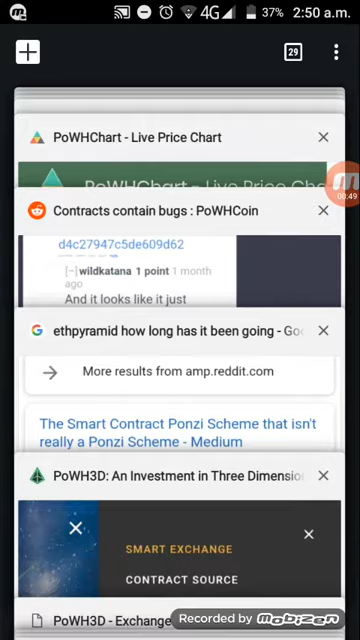 4G 37% 2:50 a.m.
29
PoWHChart - Live Price Chart
PoWHChart - Live Price Cha
00:49
Contracts contain bugs : PoWHCoin
d4c27947c5de609d62
[-] wildkatana 1 point 1 month
ago
And it looks like it just
ethpyramid how long has it been going - Goo
More results from amp.reddit.com
The Smart Contract Ponzi Scheme that isn't
really a Ponzi Scheme - Medium
PoWH3D: An Investment in Three Dimensio
SMART EXCHANGE
CONTRACT SOURCE
PoWH3D - Exchange
Recorded by Mobizen